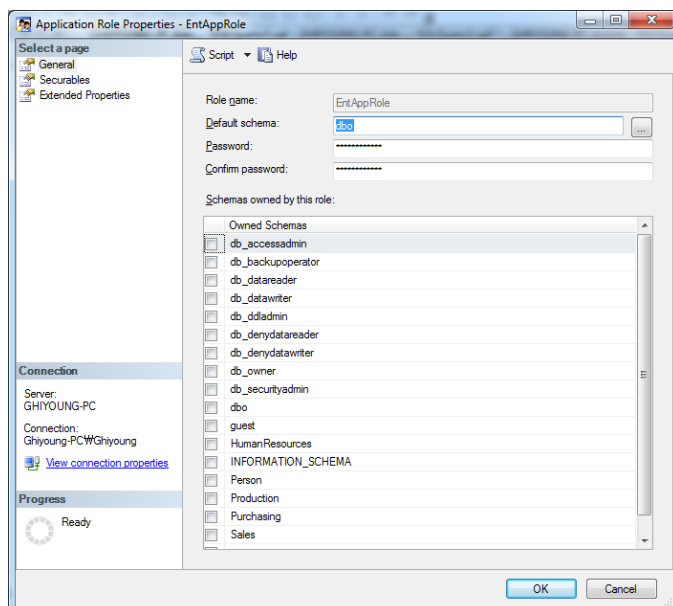 Application Role Properties - EntAppRole
Select a page
General
Securables
Extended Properties
Script
Help
Role name:
EntAppRole
Default schema:
dbo
...
Password:
************
Confirm password:
************
Schemas owned by this role:
Owned Schemas
db_accessadmin
db_backupoperator
db_datareader
db_datawriter
db_ddladmin
db_denydatareader
db_denydatawriter
db_owner
db_securityadmin
dbo
guest
HumanResources
INFORMATION_SCHEMA
Person
Production
Purchasing
Sales
Connection
Server:
GHIYOUNG-PC
Connection:
Ghiyoung-PC₩Ghiyoung
View connection properties
Progress
Ready
OK
Cancel